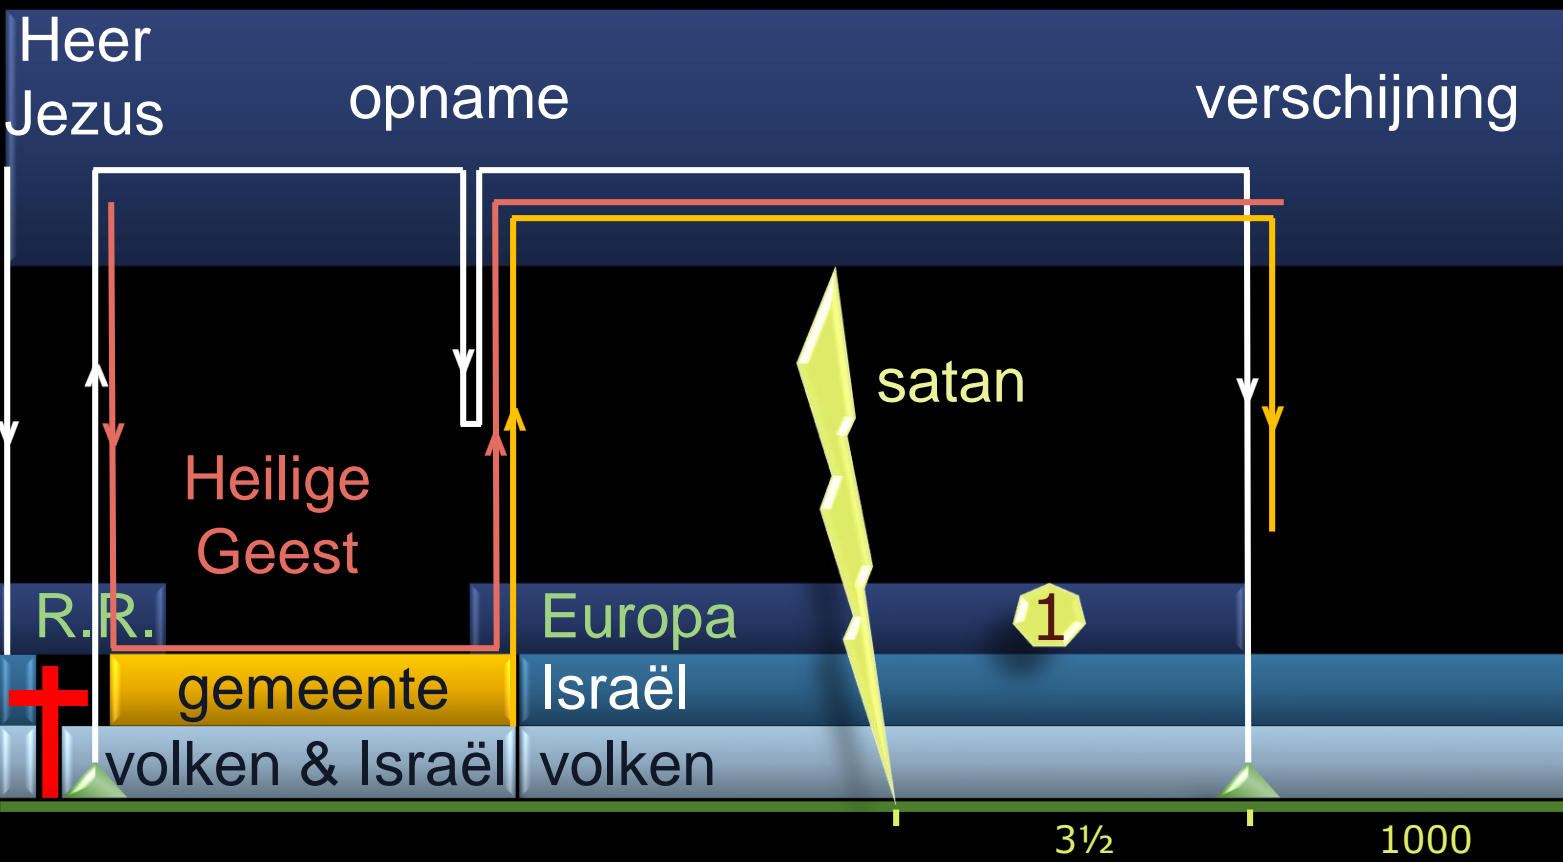 Heer
Jezus
opname
verschijning
satan
Heilige
Geest
R.R.
Europa
1
gemeente
Israël
volken & Israël
volken
3½
1000